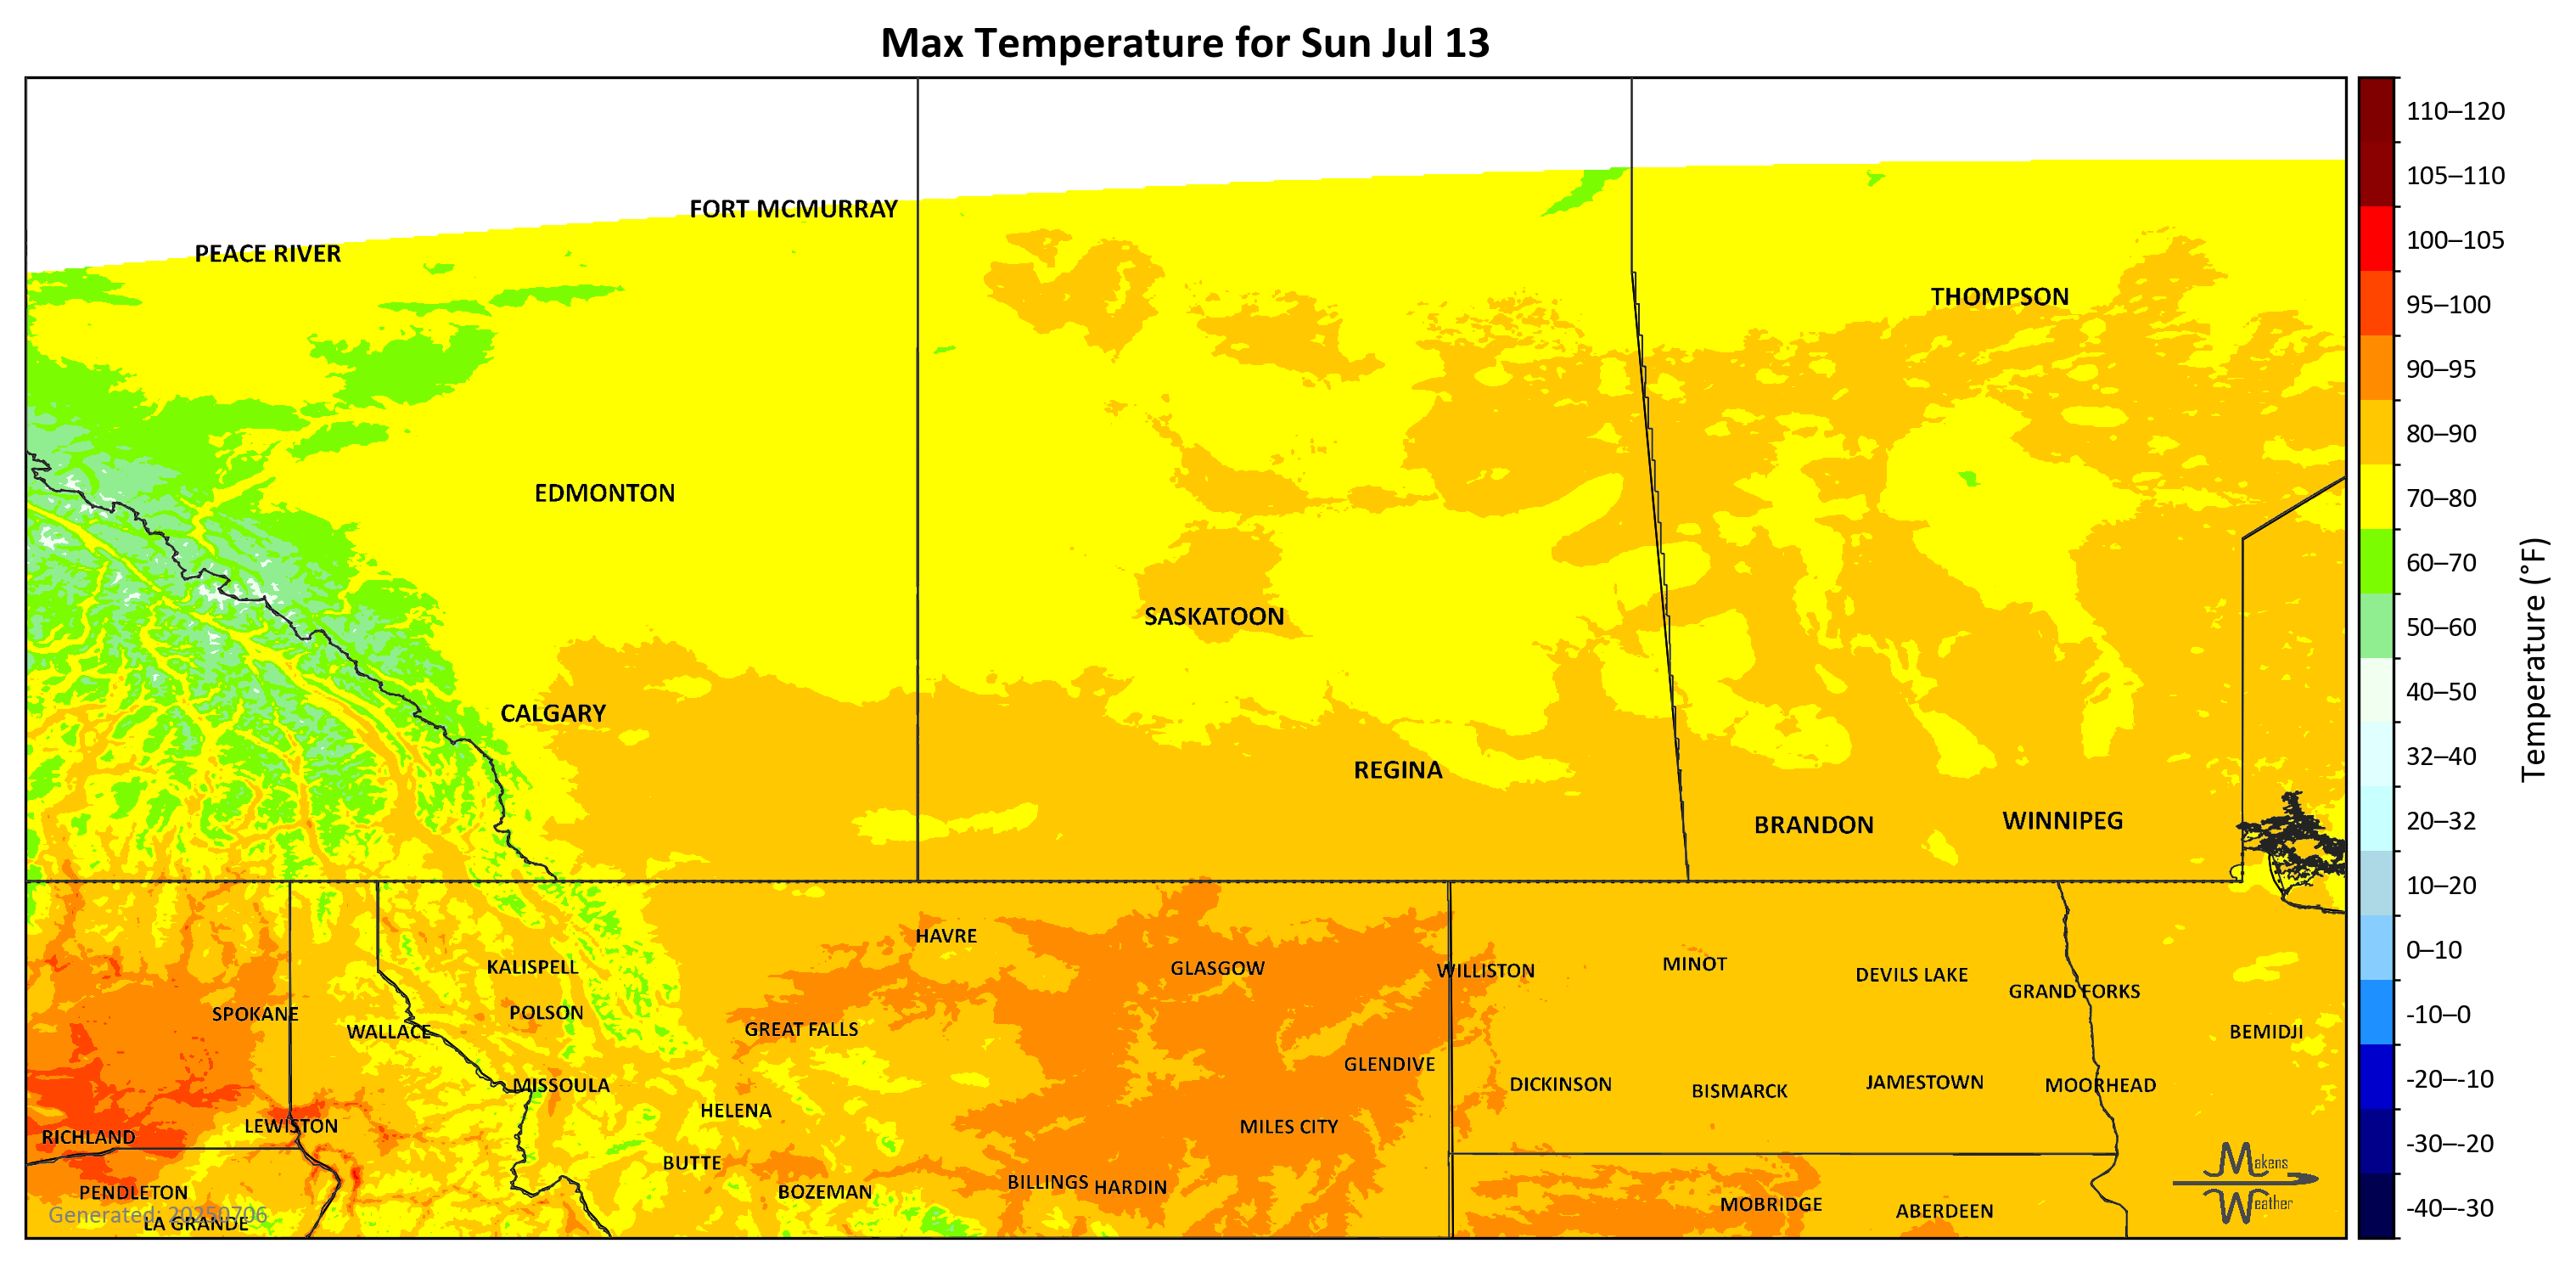 Max Temperature for Sun Jul 13
FORT MCMURRAY
PEACE RIVER
THOMPSON
EDMONTON
SASKATOON
CALGARY
REGINA
BRANDON
WINNIPEG
HAVRE
KALISPELL
GLASGOW
WILLISTON
MINOT
DEVILS LAKE
GRAND FORKS
SPOKANE
POLSON
WALLACE
GREAT FALLS
BEMIDJI
GLENDIVE
MISSOULA
DICKINSON
BISMARCK
JAMESTOWN
MOORHEAD
HELENA
LEWISTON
MILES CITY
RICHLAND
BUTTE
BILLINGS
HARDIN
PENDLETON
BOZEMAN
MOBRIDGE
ABERDEEN
LA GRANDE
Generated: 20250706
Makens
Weather
110–120
105–110
100–105
95–100
90–95
80–90
70–80
60–70
50–60
40–50
32–40
20–32
10–20
0–10
-10–0
-20–-10
-30–-20
-40–-30
Temperature (°F)